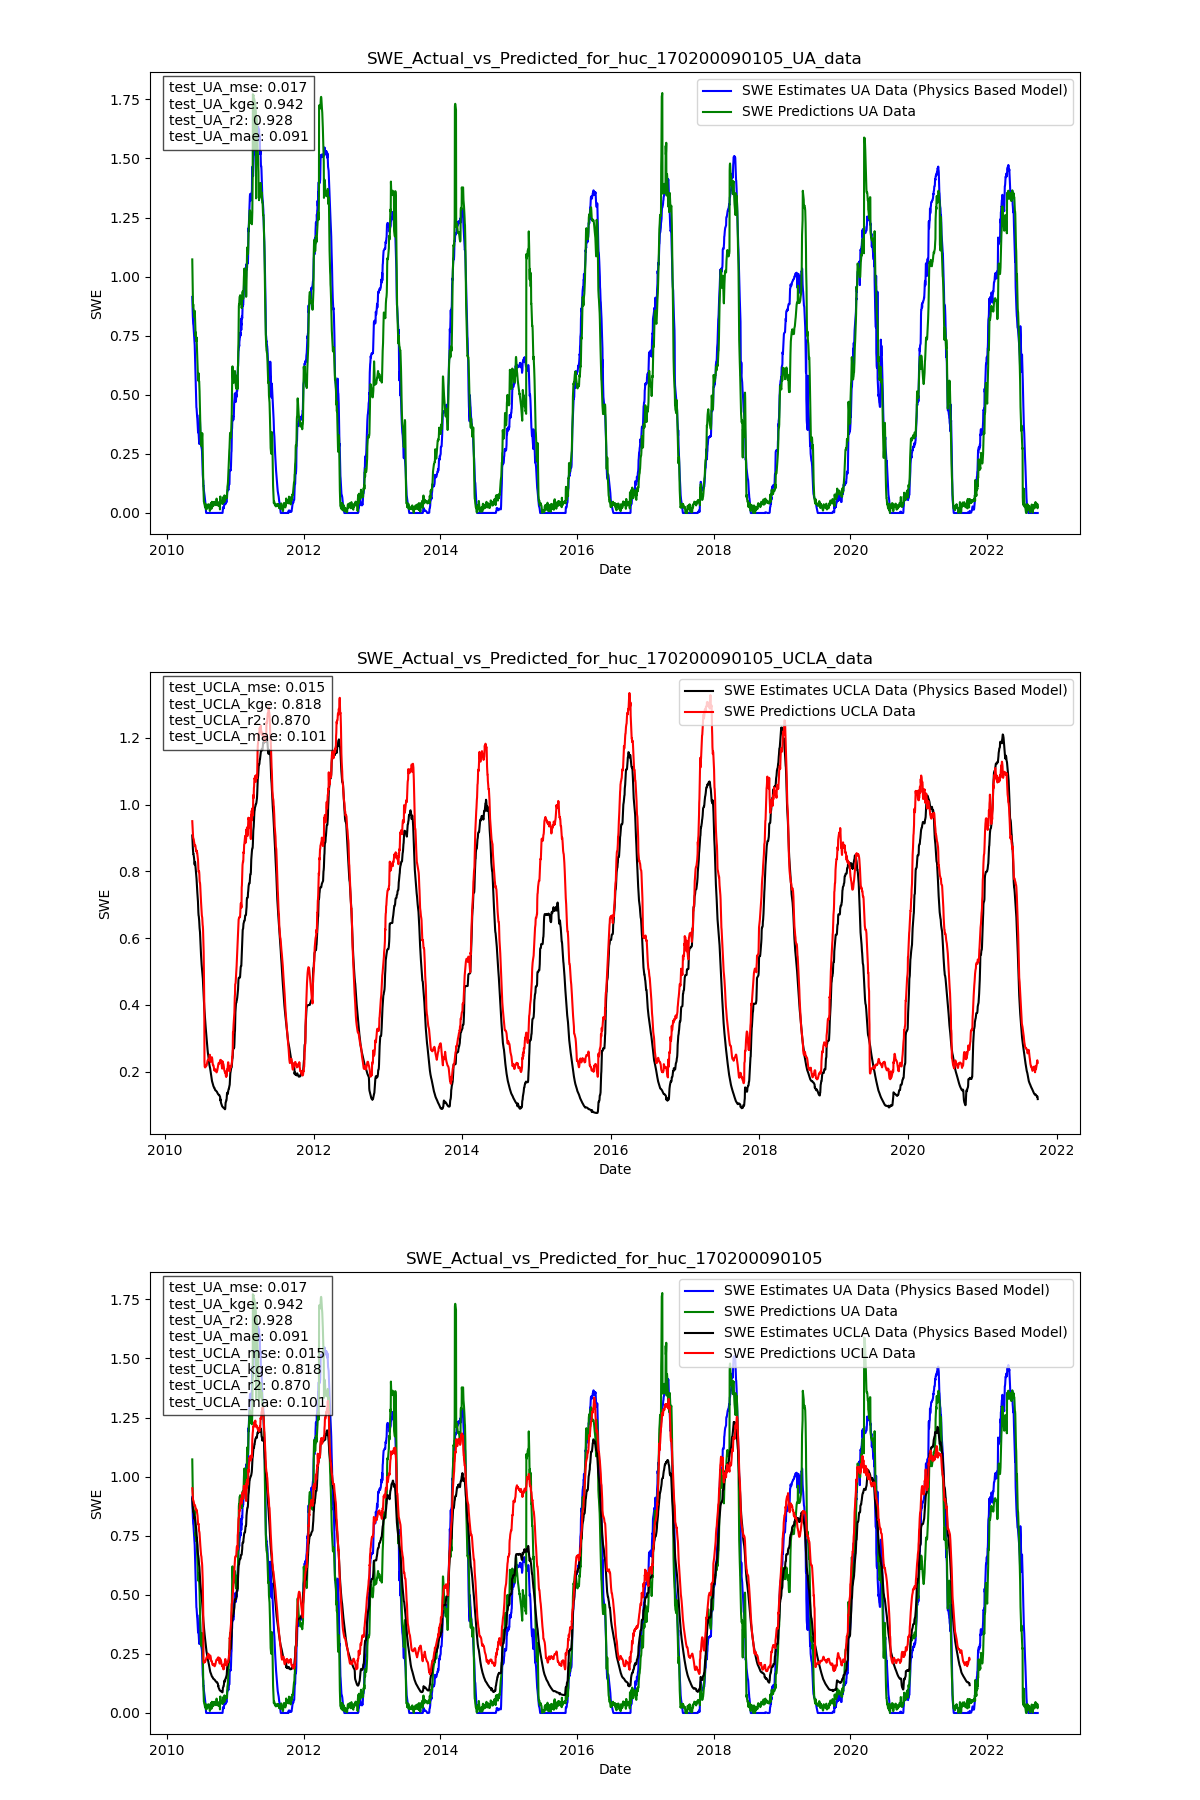 SWE_Actual_vs_Predicted_for_huc_170200090105_UA_data
test_UA_mse: 0.017
test_UA_kge: 0.942
test_UA_r2: 0.928
test_UA_mae: 0.091
SWE Estimates UA Data (Physics Based Model)
SWE Predictions UA Data
1.75
1.50
1.25
1.00
0.75
0.50
0.25
0.00
SWE
2010 2012 2014 2016 2018 2020 2022
Date
SWE_Actual_vs_Predicted_for_huc_170200090105_UCLA_data
test_UCLA_mse: 0.015
test_UCLA_kge: 0.818
test_UCLA_r2: 0.870
test_UCLA_mae: 0.101
SWE Estimates UCLA Data (Physics Based Model)
SWE Predictions UCLA Data
1.2
1.0
0.8
0.6
0.4
0.2
SWE
2010 2012 2014 2016 2018 2020 2022
Date
SWE_Actual_vs_Predicted_for_huc_170200090105
test_UA_mse: 0.017
test_UA_kge: 0.942
test_UA_r2: 0.928
test_UA_mae: 0.091
test_UCLA_mse: 0.015
test_UCLA_kge: 0.818
test_UCLA_r2: 0.870
test_UCLA_mae: 0.101
SWE Estimates UA Data (Physics Based Model)
SWE Predictions UA Data
SWE Estimates UCLA Data (Physics Based Model)
SWE Predictions UCLA Data
1.75
1.50
1.25
1.00
0.75
0.50
0.25
0.00
SWE
2010 2012 2014 2016 2018 2020 2022
Date